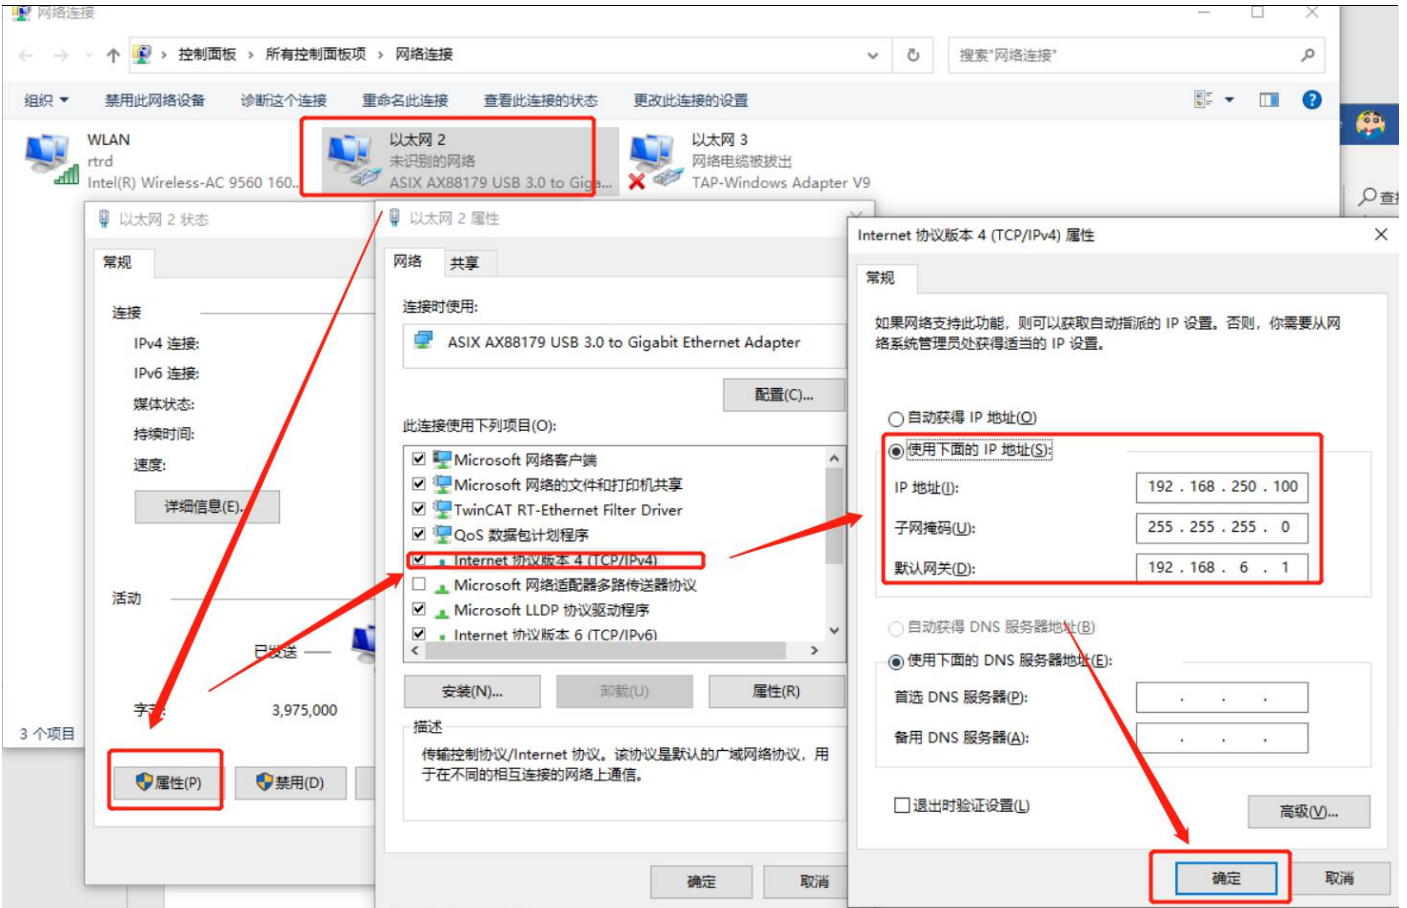 网络连接
控制面板 › 所有控制面板项 › 网络连接
搜索"网络连接"
组织
禁用此网络设备
诊断这个连接
重命名此连接
查看此连接的状态
更改此连接的设置
WLAN
rtrd
Intel(R) Wireless-AC 9560 160...
以太网 2
未识别的网络
ASIX AX88179 USB 3.0 to Giga...
以太网 3
网络电缆被拔出
TAP-Windows Adapter V9
3 个项目
以太网 2 状态
常规
连接
IPv4 连接:
IPv6 连接:
媒体状态:
持续时间:
速度:
详细信息(E)...
活动
已发送
3,975,000
属性(P)
禁用(D)
以太网 2 属性
网络
共享
连接时使用:
ASIX AX88179 USB 3.0 to Gigabit Ethernet Adapter
配置(C)...
此连接使用下列项目(O):
Microsoft 网络客户端
Microsoft 网络的文件和打印机共享
TwinCAT RT-Ethernet Filter Driver
QoS 数据包计划程序
Internet 协议版本 4 (TCP/IPv4)
Microsoft 网络适配器多路传送器协议
Microsoft LLDP 协议驱动程序
Internet 协议版本 6 (TCP/IPv6)
安装(N)...
卸载(U)
属性(R)
描述
传输控制协议/Internet 协议。该协议是默认的广域网络协议，用
于在不同的相互连接的网络上通信。
确定
取消
Internet 协议版本 4 (TCP/IPv4) 属性
常规
如果网络支持此功能，则可以获取自动指派的 IP 设置。否则，你需要从网
络系统管理员处获得适当的 IP 设置。
自动获得 IP 地址(O)
使用下面的 IP 地址(S):
IP 地址(I):
192 . 168 . 250 . 100
子网掩码(U):
255 . 255 . 255 . 0
默认网关(D):
192 . 168 . 6 . 1
自动获得 DNS 服务器地址(B)
使用下面的 DNS 服务器地址(E):
首选 DNS 服务器(P):
备用 DNS 服务器(A):
退出时验证设置(L)
高级(V)...
确定
取消